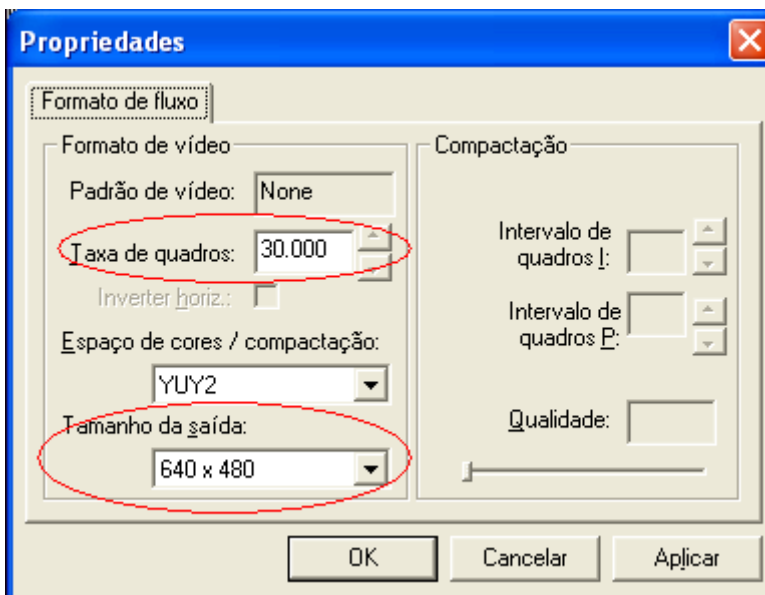 Propriedades
Formato de fluxo
Formato de vídeo
Padrão de vídeo: None
Taxa de quadros: 30.000
Inverter horiz.:
Espaço de cores / compactação:
YUY2
Tamanho da saída:
640 x 480
Compactação
Intervalo de
quadros I:
Intervalo de
quadros P:
Qualidade:
OK
Cancelar
Aplicar